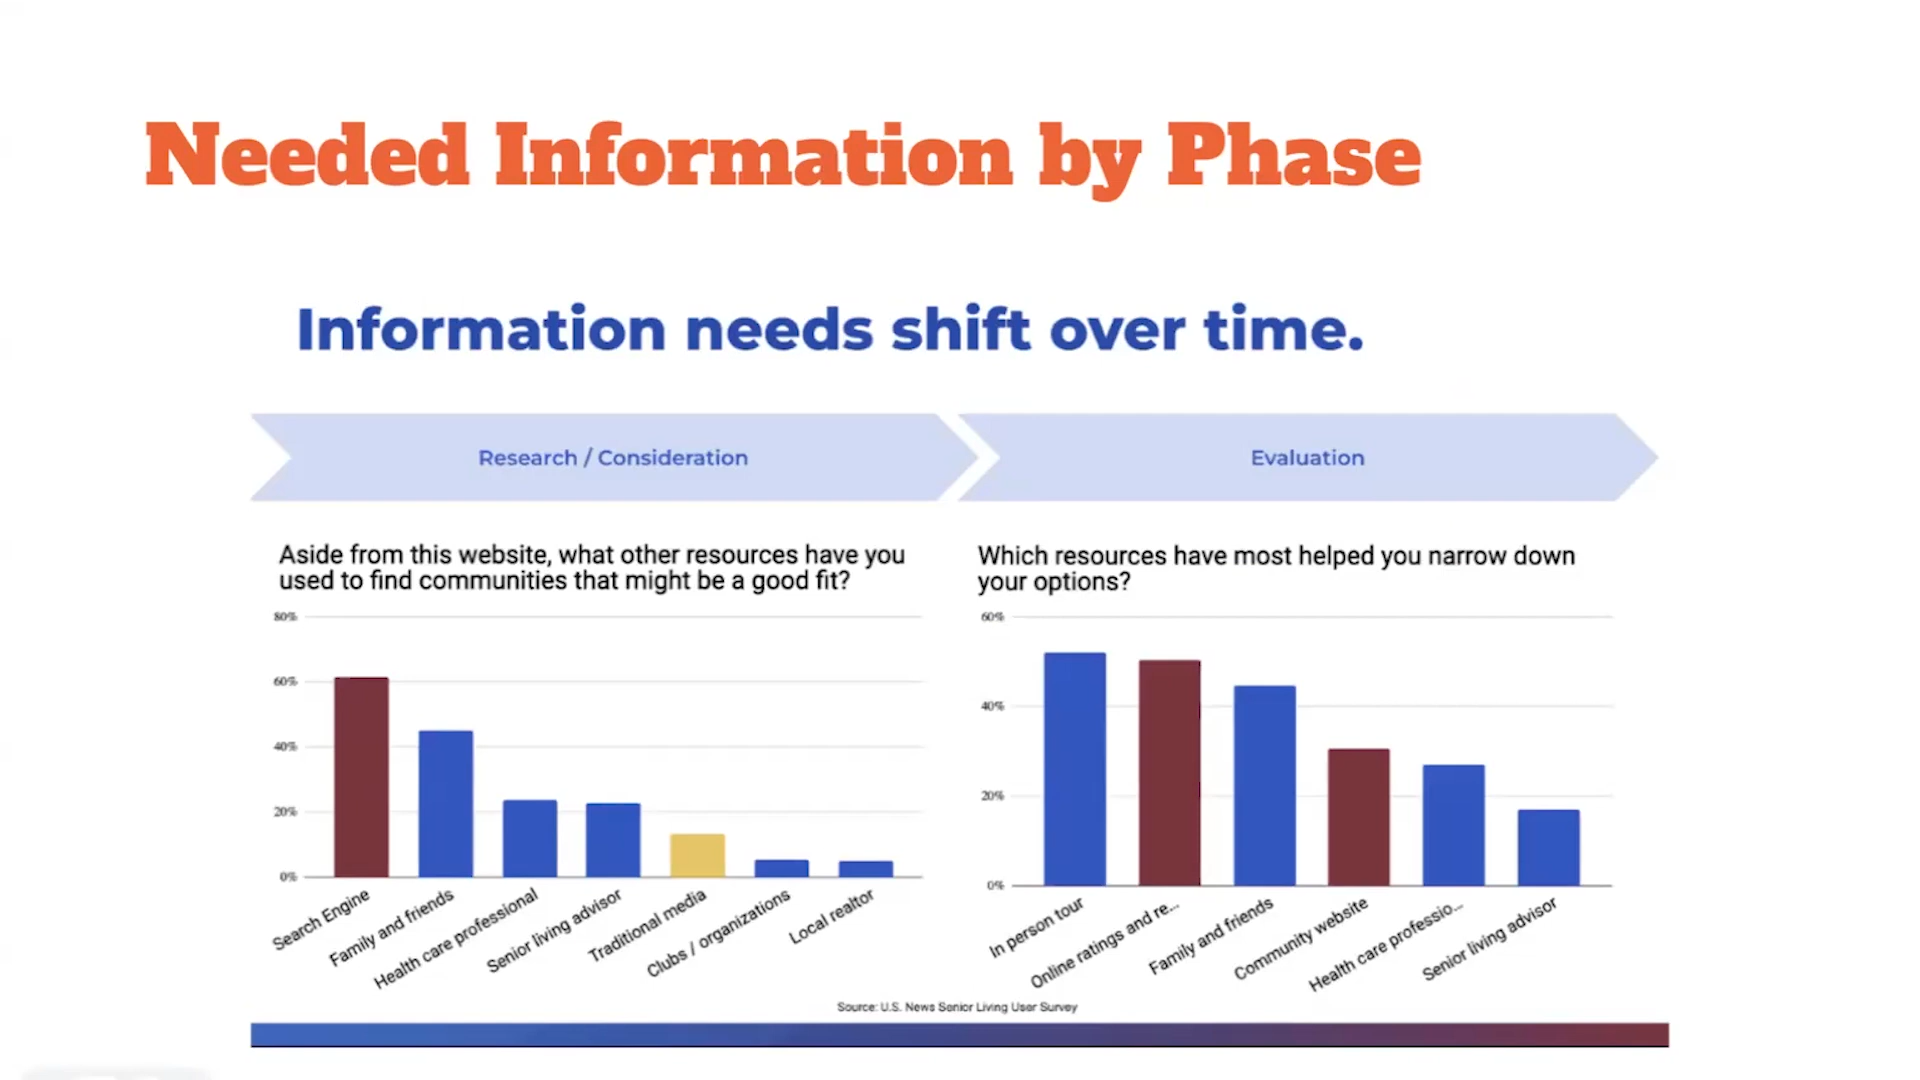 Needed Information by Phase
Information needs shift over time.
Research / Consideration
Evaluation
Aside from this website, what other resources have you
used to find communities that might be a good fit?
80%
60%
40%
20%
0%
Search Engine
Family and friends
Health care professional
Senior living advisor
Traditional media
Clubs / organizations
Local realtor
Which resources have most helped you narrow down
your options?
60%
40%
20%
0%
In person tour
Online ratings and re...
Family and friends
Community website
Health care professio...
Senior living advisor
Source: U.S. News Senior Living User Survey